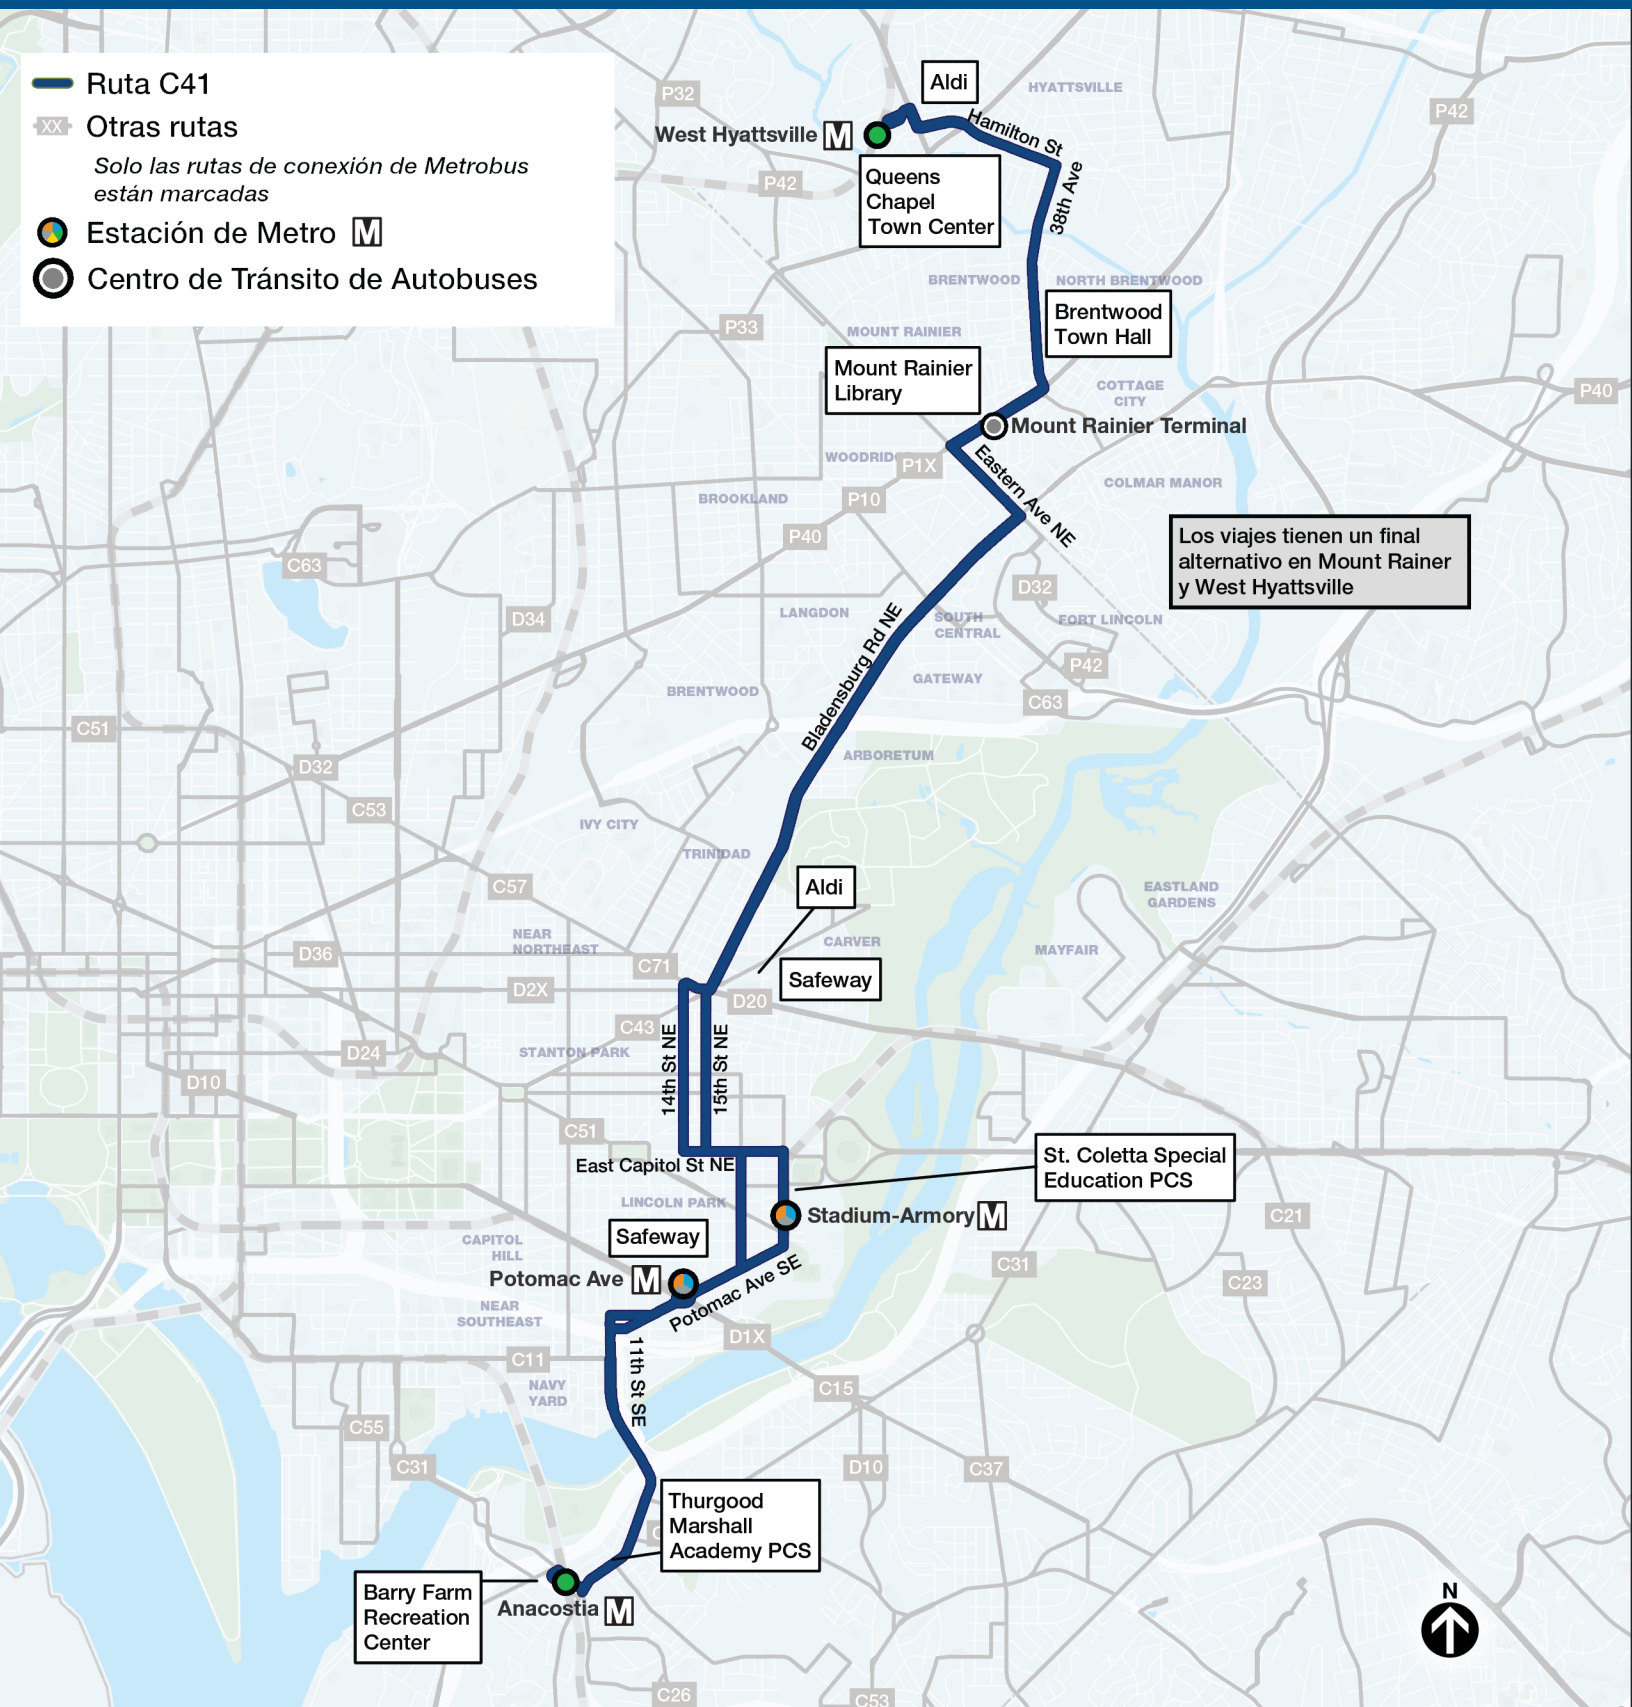 Ruta C41
XX
Otras rutas
Solo las rutas de conexión de Metrobus
están marcadas
Estación de Metro M
Centro de Tránsito de Autobuses
P32
Aldi
HYATTSVILLE
P42
West Hyattsville M
Hamilton St
Queens
Chapel
Town Center
P42
38th Ave
BRENTWOOD
NORTH BRENTWOOD
Brentwood
Town Hall
P33
MOUNT RAINIER
Mount Rainier
Library
COTTAGE
CITY
P40
Mount Rainier Terminal
WOODRIDG
P1X
Eastern Ave NE
COLMAR MANOR
BROOKLAND
P10
P40
Los viajes tienen un final
alternativo en Mount Rainer
y West Hyattsville
C63
D32
D34
LANGDON
SOUTH
CENTRAL
FORT LINCOLN
Bladensburg Rd NE
P42
GATEWAY
BRENTWOOD
C63
C51
ARBORETUM
D32
C53
IVY CITY
TRINIDAD
Aldi
C57
EASTLAND
GARDENS
NEAR
NORTHEAST
CARVER
MAYFAIR
D36
C71
Safeway
D2X
D20
C43
14th St NE
15th St NE
STANTON PARK
D24
D10
C51
East Capitol St NE
St. Coletta Special
Education PCS
LINCOLN PARK
Stadium-Armory M
C21
Safeway
CAPITOL
HILL
C31
Potomac Ave M
Potomac Ave SE
C23
NEAR
SOUTHEAST
D1X
11th St SE
C11
NAVY
YARD
C15
C55
C31
D10
C37
Thurgood
Marshall
Academy PCS
C
Barry Farm
Recreation
Center
Anacostia M
N
C26
C53